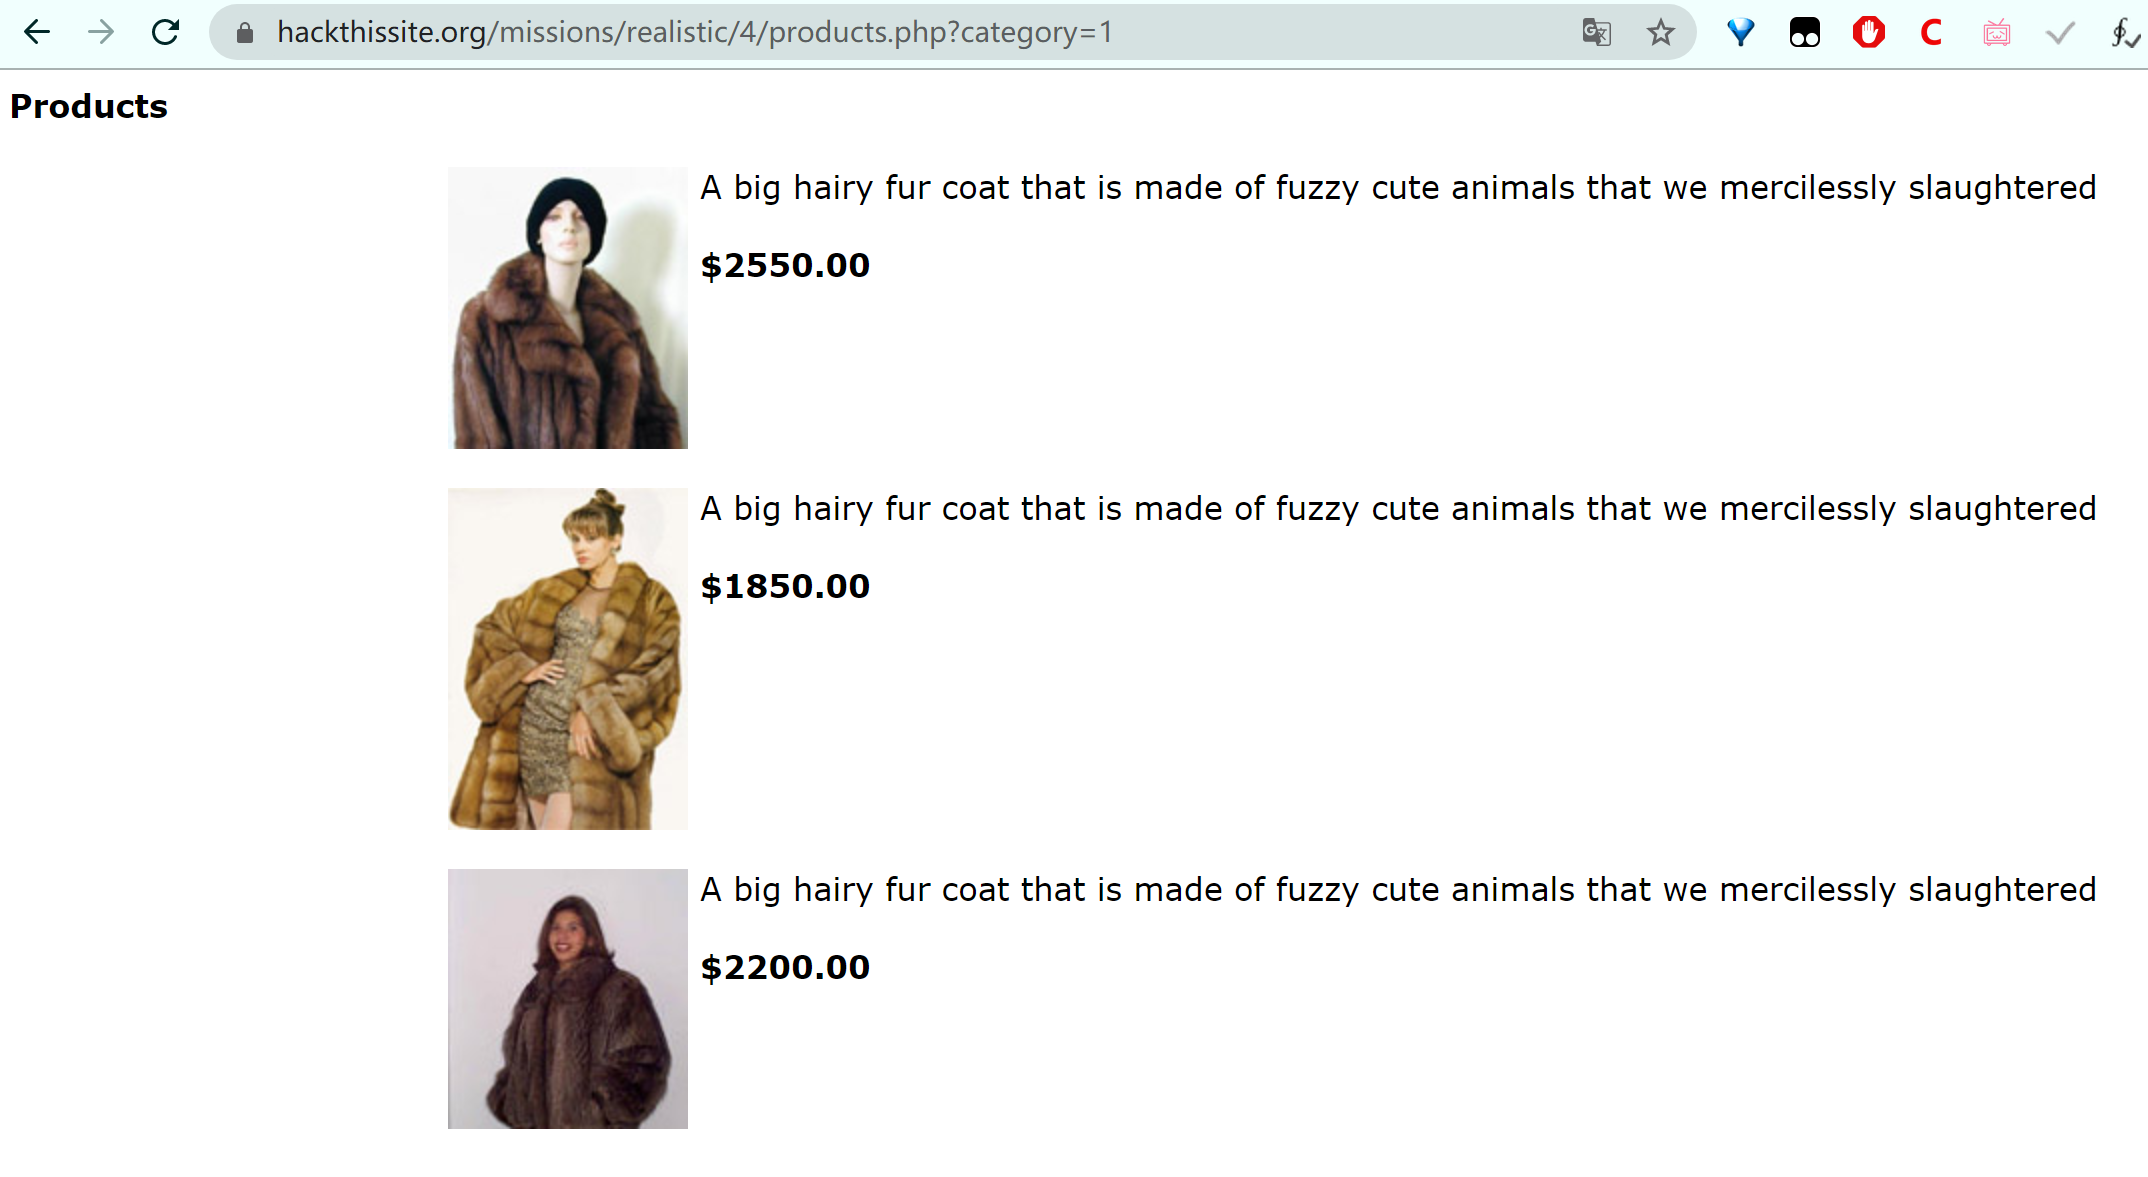 hackthissite.org/missions/realistic/4/products.php?category=1
Products
A big hairy fur coat that is made of fuzzy cute animals that we mercilessly slaughtered
$2550.00
A big hairy fur coat that is made of fuzzy cute animals that we mercilessly slaughtered
$1850.00
A big hairy fur coat that is made of fuzzy cute animals that we mercilessly slaughtered
$2200.00